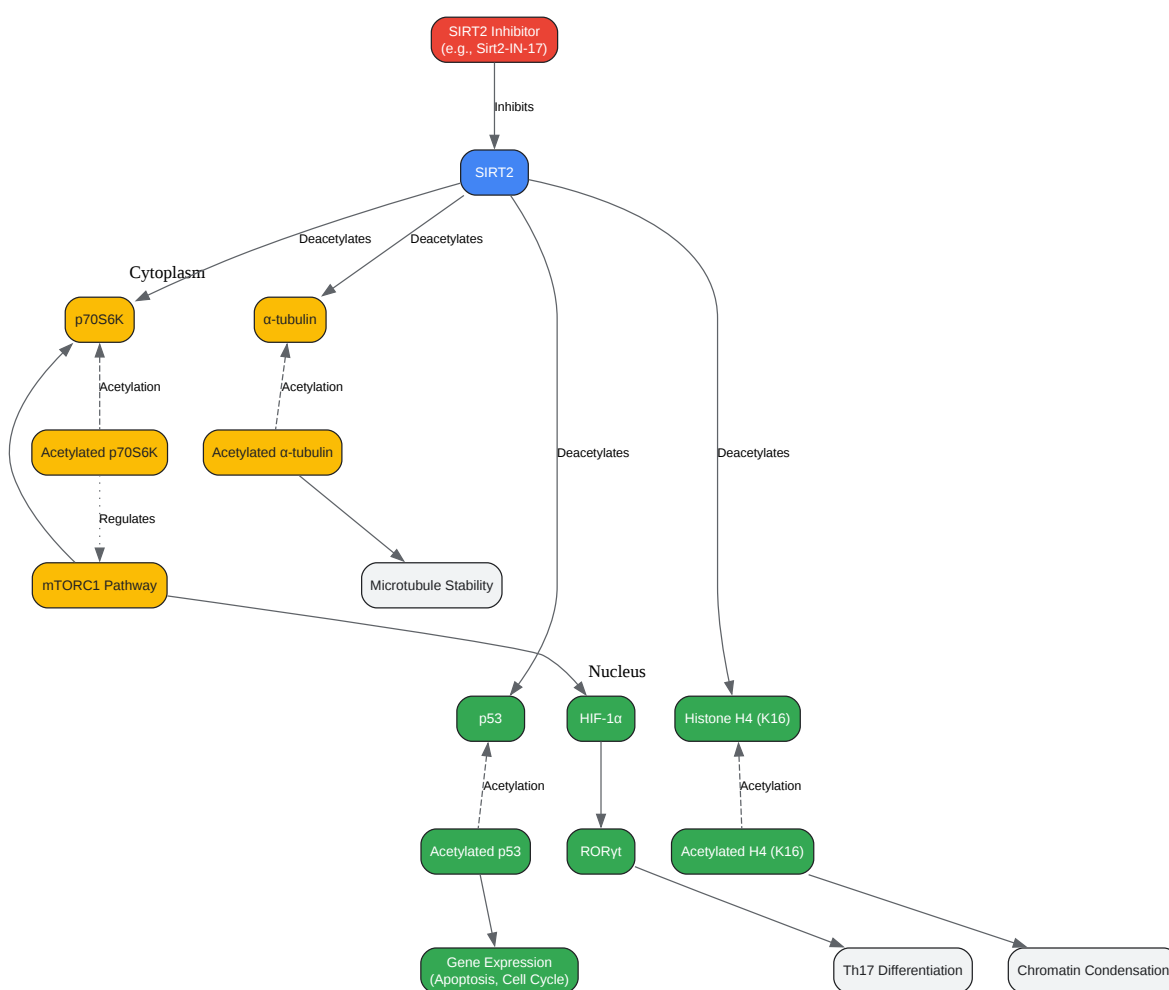 SIRT2 Inhibitor
(e.g., Sirt2-IN-17)
Inhibits
SIRT2
Deacetylates
Deacetylates
Cytoplasm
p70S6K
α-tubulin
Acetylation
Acetylation
Acetylated p70S6K
Acetylated α-tubulin
Deacetylates
Deacetylates
Regulates
mTORC1 Pathway
Microtubule Stability
Nucleus
p53
HIF-1α
Histone H4 (K16)
Acetylation
Acetylation
Acetylated p53
RORγt
Acetylated H4 (K16)
Gene Expression
(Apoptosis, Cell Cycle)
Th17 Differentiation
Chromatin Condensation